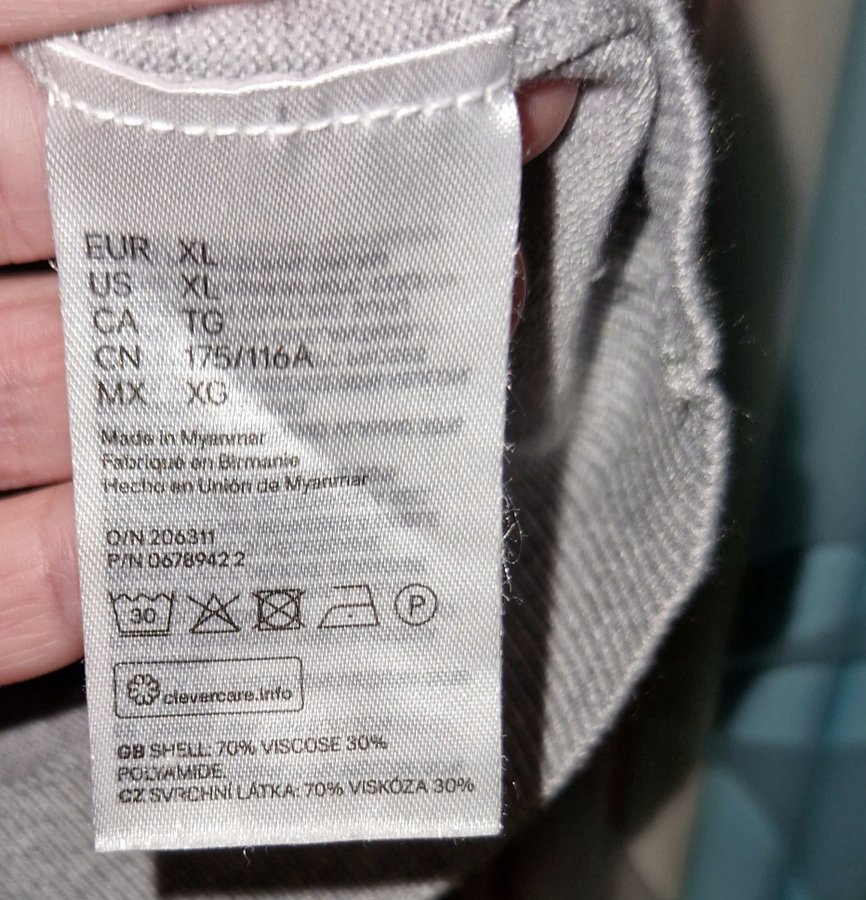 EUR XL
US XL
CA TG
CN 175/116A
MX XG
Made in Myanmar
Fabriqué en Birmanie
Hecho en Unión de Myanmar
O/N 206311
P/N 0678942 2
30 P
clevercare.info
GB SHELL: 70% VISCOSE 30%
POLYAMIDE,
CZ SVRCHNÍ LÁTKA: 70% VISKÓZA 30%